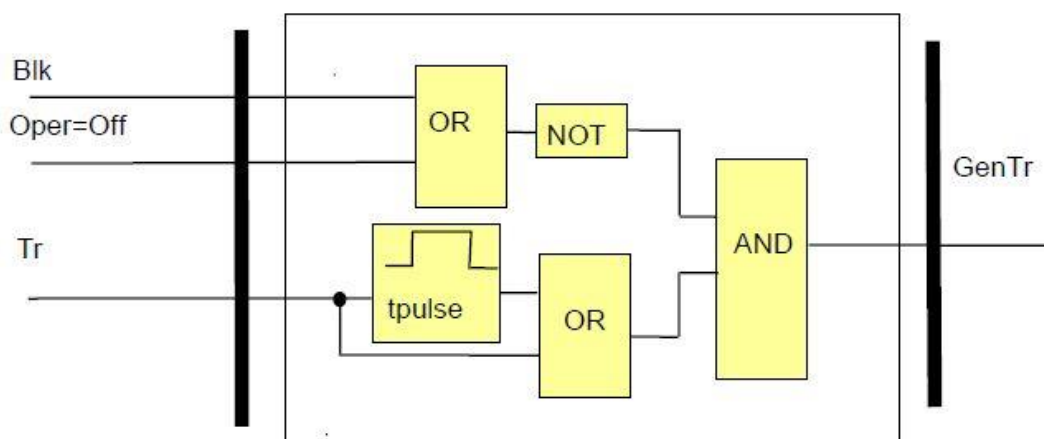 Blk
Oper=Off
OR
NOT
GenTr
Tr
AND
tpulse
OR